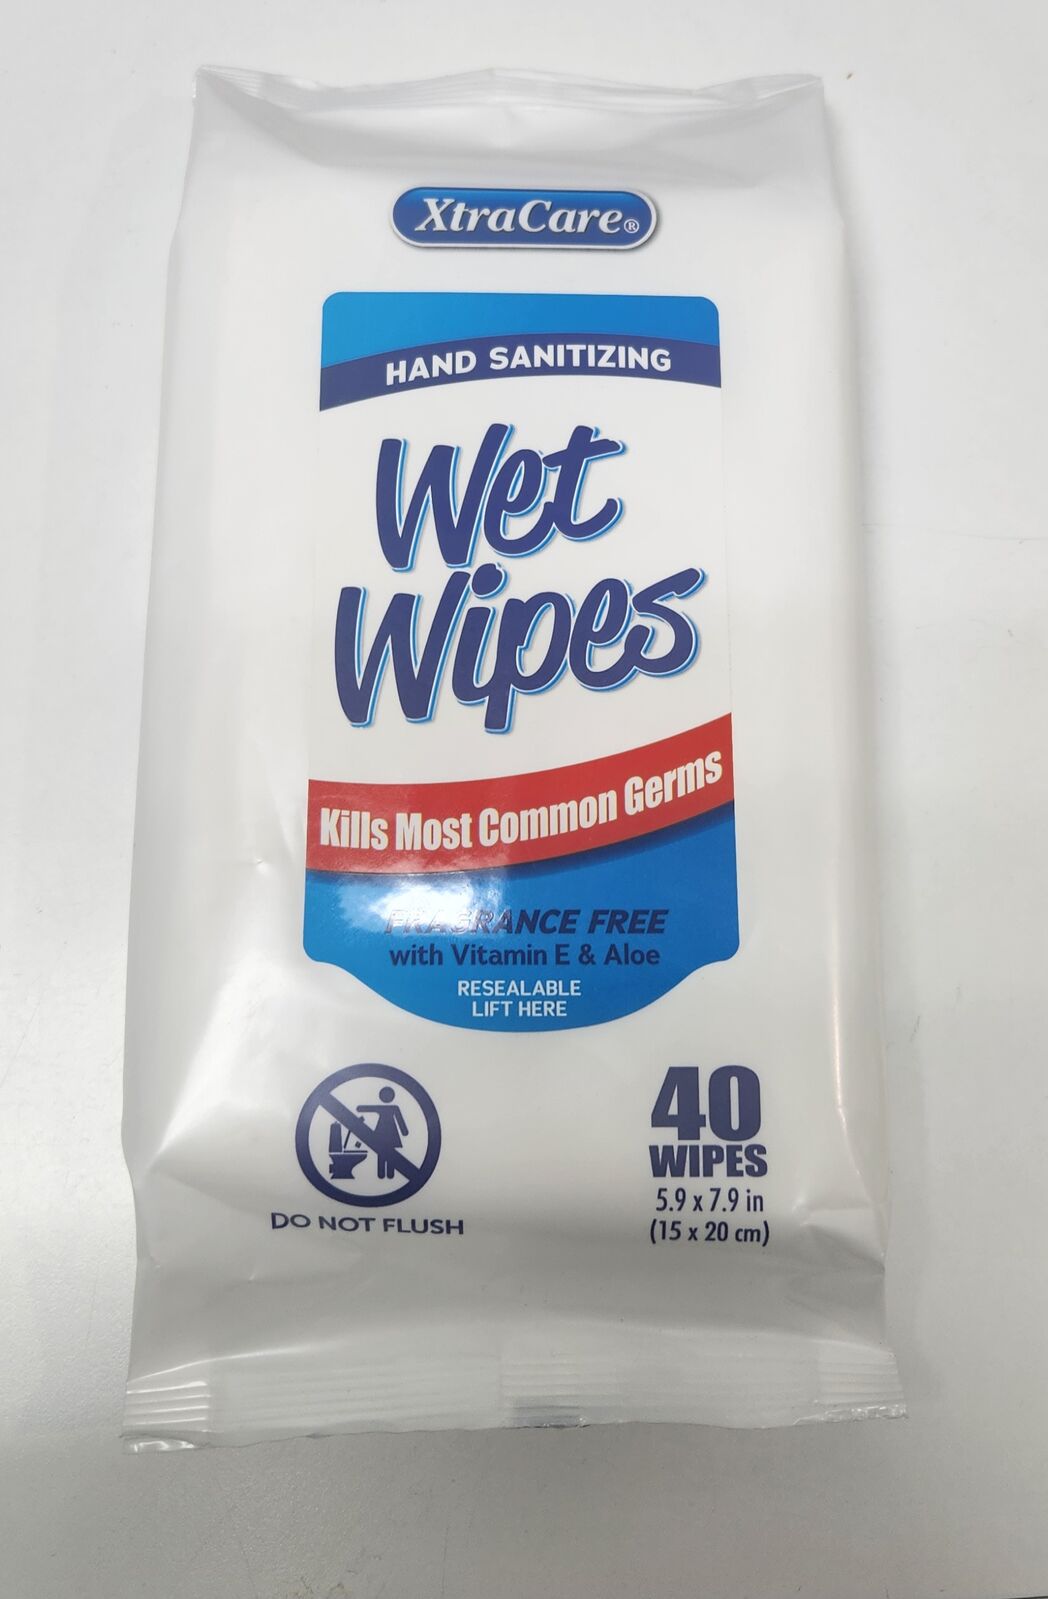 XtraCare®
HAND SANITIZING
Wet
Wipes
Kills Most Common Germs
FRAGRANCE FREE
with Vitamin E & Aloe
RESEALABLE
LIFT HERE
DO NOT FLUSH
40
WIPES
5.9 x 7.9 in
(15 x 20 cm)